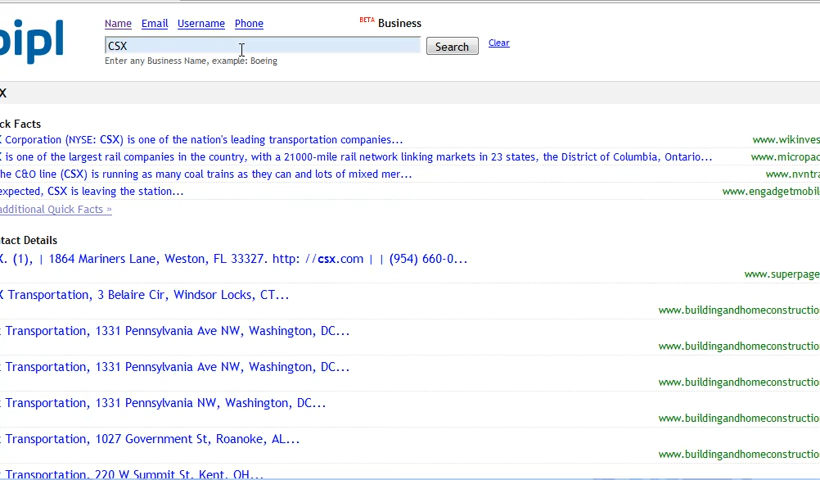 pipl
Name Email Username Phone BETA Business
CSX
Search Clear
Enter any Business Name, example: Boeing
X
ck Facts
X Corporation (NYSE: CSX) is one of the nation's leading transportation companies... www.wikinves
X is one of the largest rail companies in the country, with a 21000-mile rail network linking markets in 23 states, the District of Columbia, Ontario... www.micropac
he C&O line (CSX) is running as many coal trains as they can and lots of mixed mer... www.nvntra
expected, CSX is leaving the station... www.engadgetmobil
additional Quick Facts »
ntact Details
X. (1), | 1864 Mariners Lane, Weston, FL 33327. http: //csx.com | | (954) 660-0...
www.superpage
X Transportation, 3 Belaire Cir, Windsor Locks, CT...
www.buildingandhomeconstructio
Transportation, 1331 Pennsylvania Ave NW, Washington, DC...
www.buildingandhomeconstructio
Transportation, 1331 Pennsylvania Ave NW, Washington, DC...
www.buildingandhomeconstructio
Transportation, 1331 Pennsylvania NW, Washington, DC...
www.buildingandhomeconstructio
Transportation, 1027 Government St, Roanoke, AL...
www.buildingandhomeconstructio
Transportation, 220 W Summit St, Kent, OH...